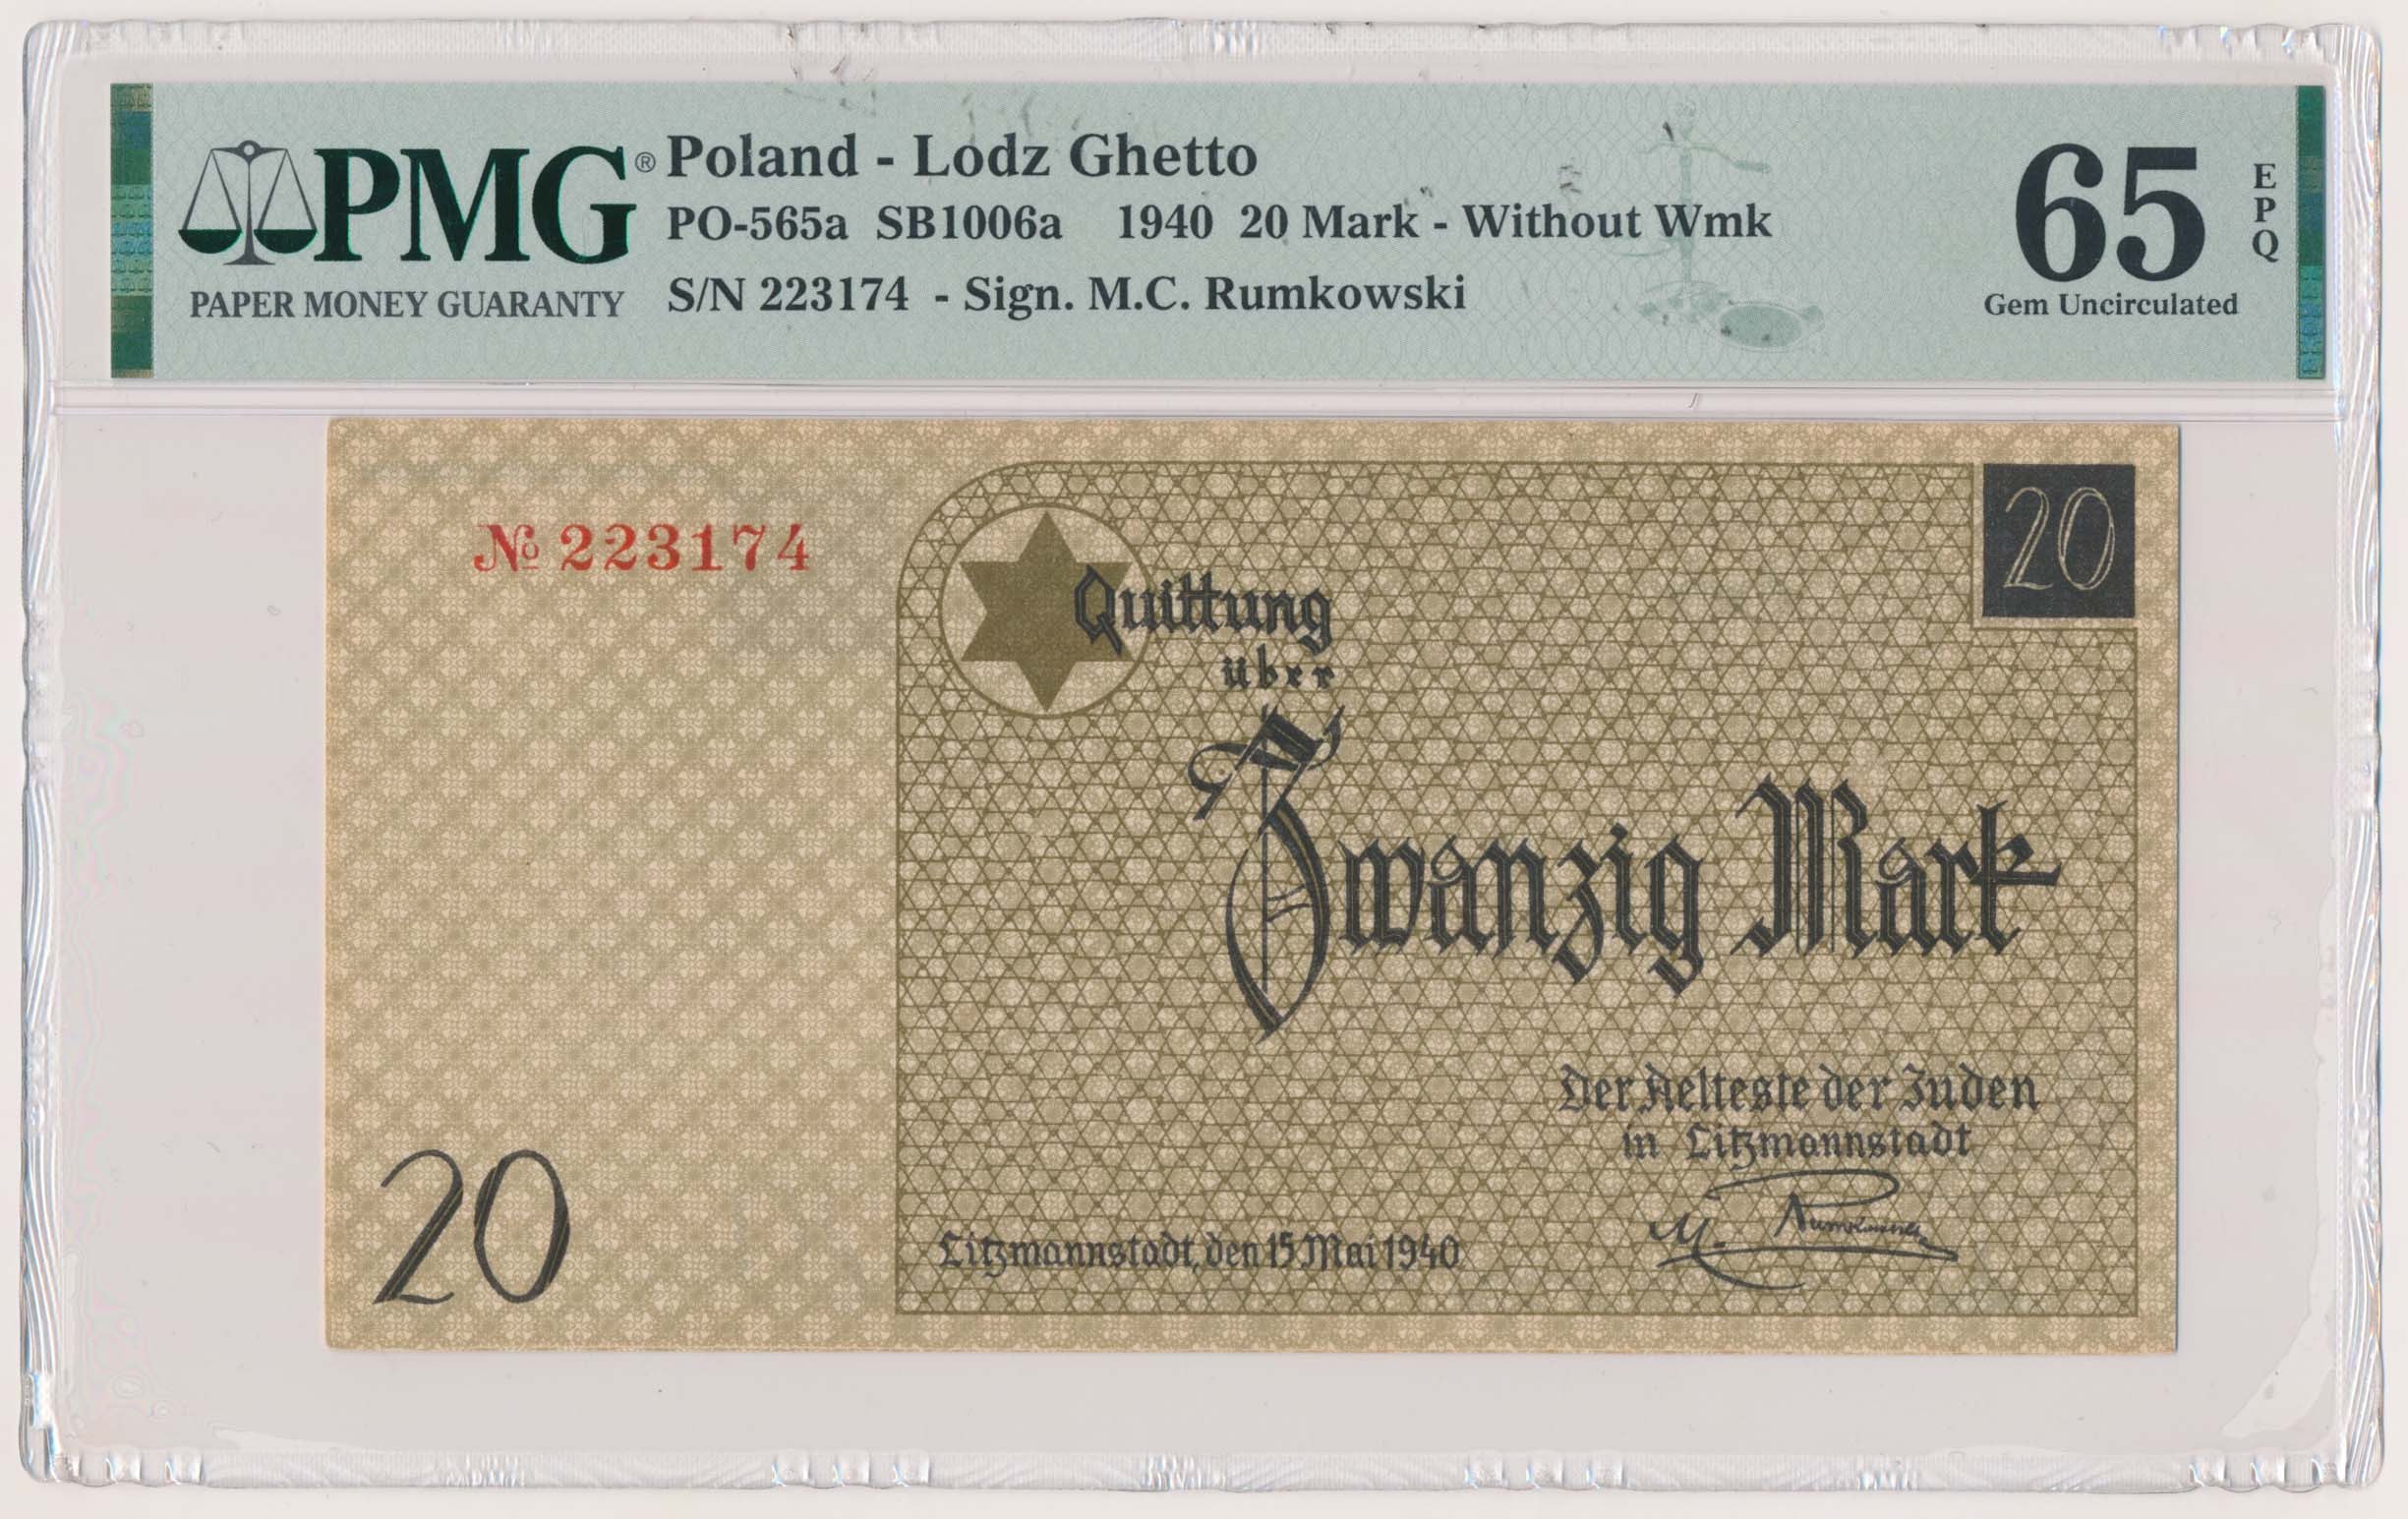 PMG®
PAPER MONEY GUARANTY
Poland - Lodz Ghetto
PO-565a SB1006a 1940 20 Mark - Without Wmk
S/N 223174 - Sign. M.C. Rumkowski
65
EPQ
Gem Uncirculated
№ 223174
20
Quittung
über
Zwanzig Mark
Der Aelteste der Juden
in Litzmannstadt
M. Rumkowski
Litzmannstadt, den 15 Mai 1940
20